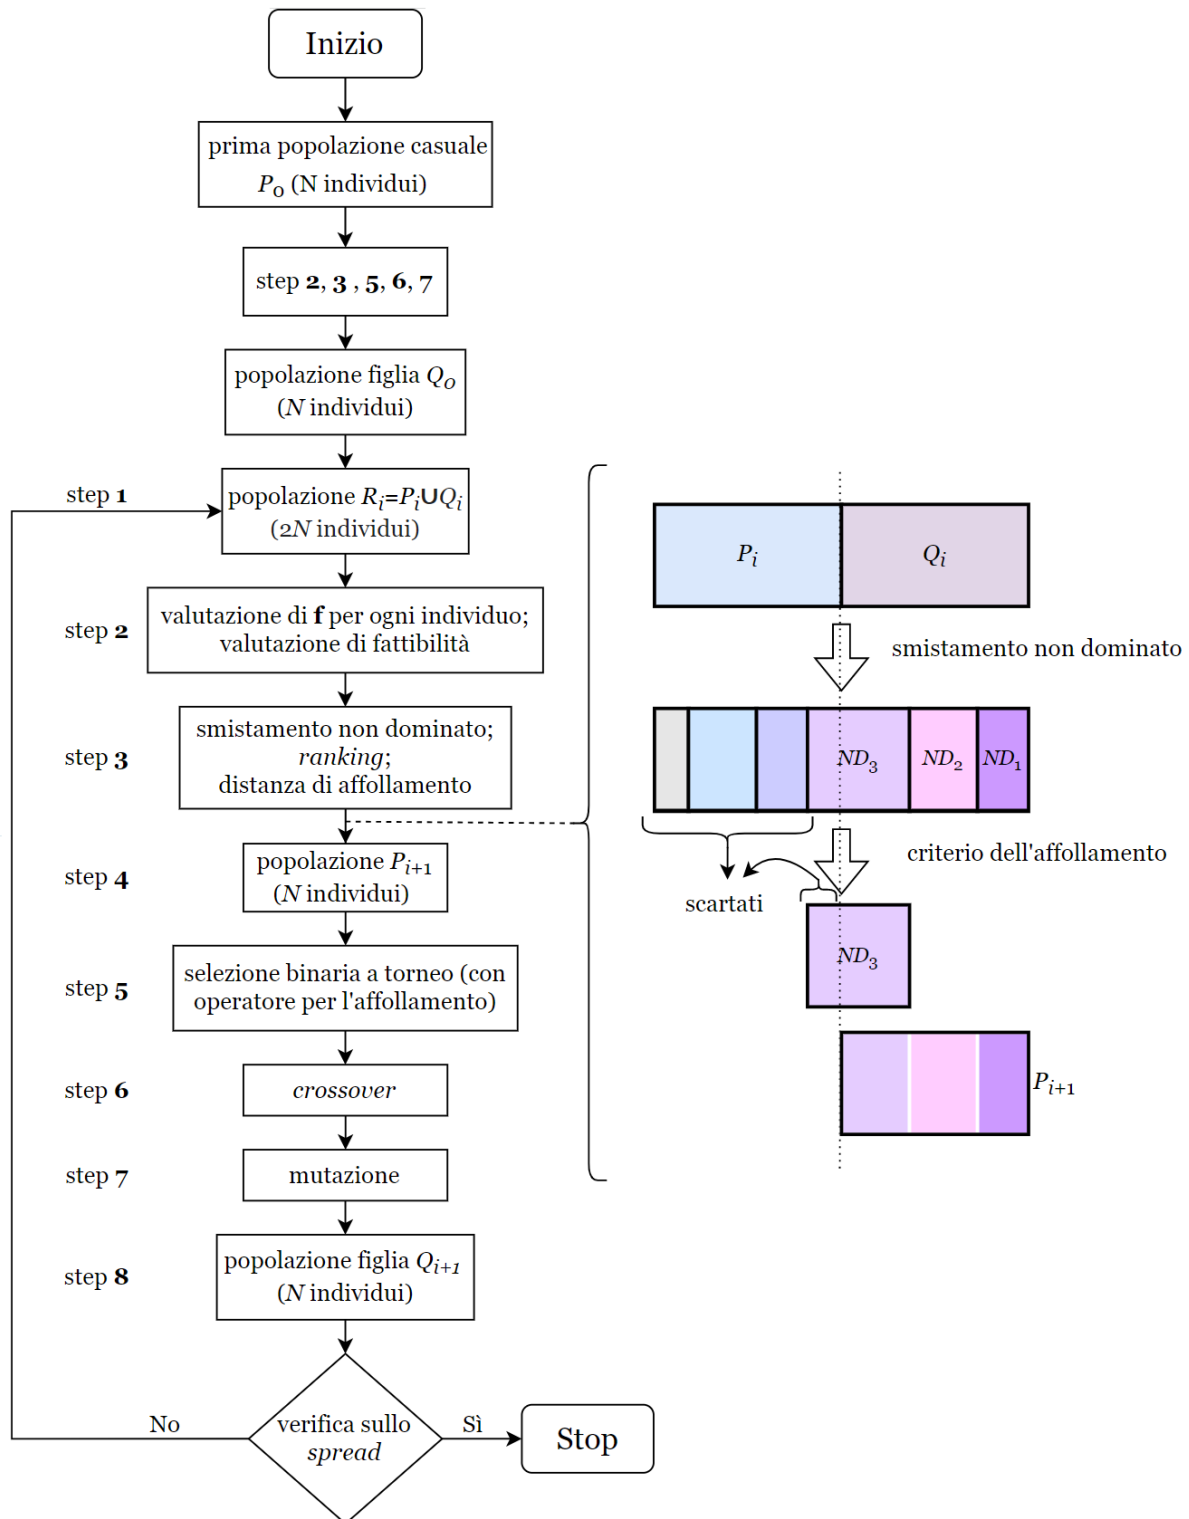 Inizio
prima popolazione casuale
P₀ (N individui)
step 2, 3 , 5, 6, 7
popolazione figlia Q₀
(N individui)
step 1
popolazione Rᵢ=Pᵢ∪Qᵢ
(2N individui)
step 2
valutazione di f per ogni individuo;
valutazione di fattibilità
step 3
smistamento non dominato;
ranking;
distanza di affollamento
step 4
popolazione Pᵢ₊₁
(N individui)
step 5
selezione binaria a torneo (con
operatore per l'affollamento)
step 6
crossover
step 7
mutazione
step 8
popolazione figlia Qᵢ₊₁
(N individui)
No
verifica sullo
spread
Sì
Stop
Pᵢ
Qᵢ
smistamento non dominato
ND₃
ND₂
ND₁
criterio dell'affollamento
scartati
ND₃
Pᵢ₊₁